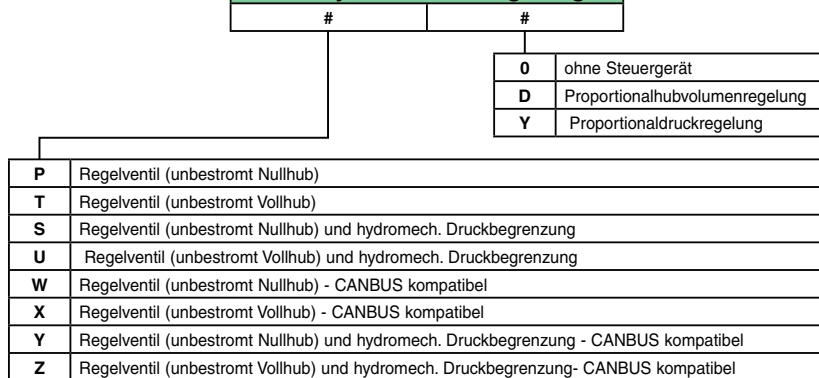 # #
0 ohne Steuergerät
D Proportionalhubvolumenregelung
Y Proportionaldruckregelung
P Regelventil (unbestromt Nullhub)
T Regelventil (unbestromt Vollhub)
S Regelventil (unbestromt Nullhub) und hydromech. Druckbegrenzung
U Regelventil (unbestromt Vollhub) und hydromech. Druckbegrenzung
W Regelventil (unbestromt Nullhub) - CANBUS kompatibel
X Regelventil (unbestromt Vollhub) - CANBUS kompatibel
Y Regelventil (unbestromt Nullhub) und hydromech. Druckbegrenzung - CANBUS kompatibel
Z Regelventil (unbestromt Vollhub) und hydromech. Druckbegrenzung- CANBUS kompatibel